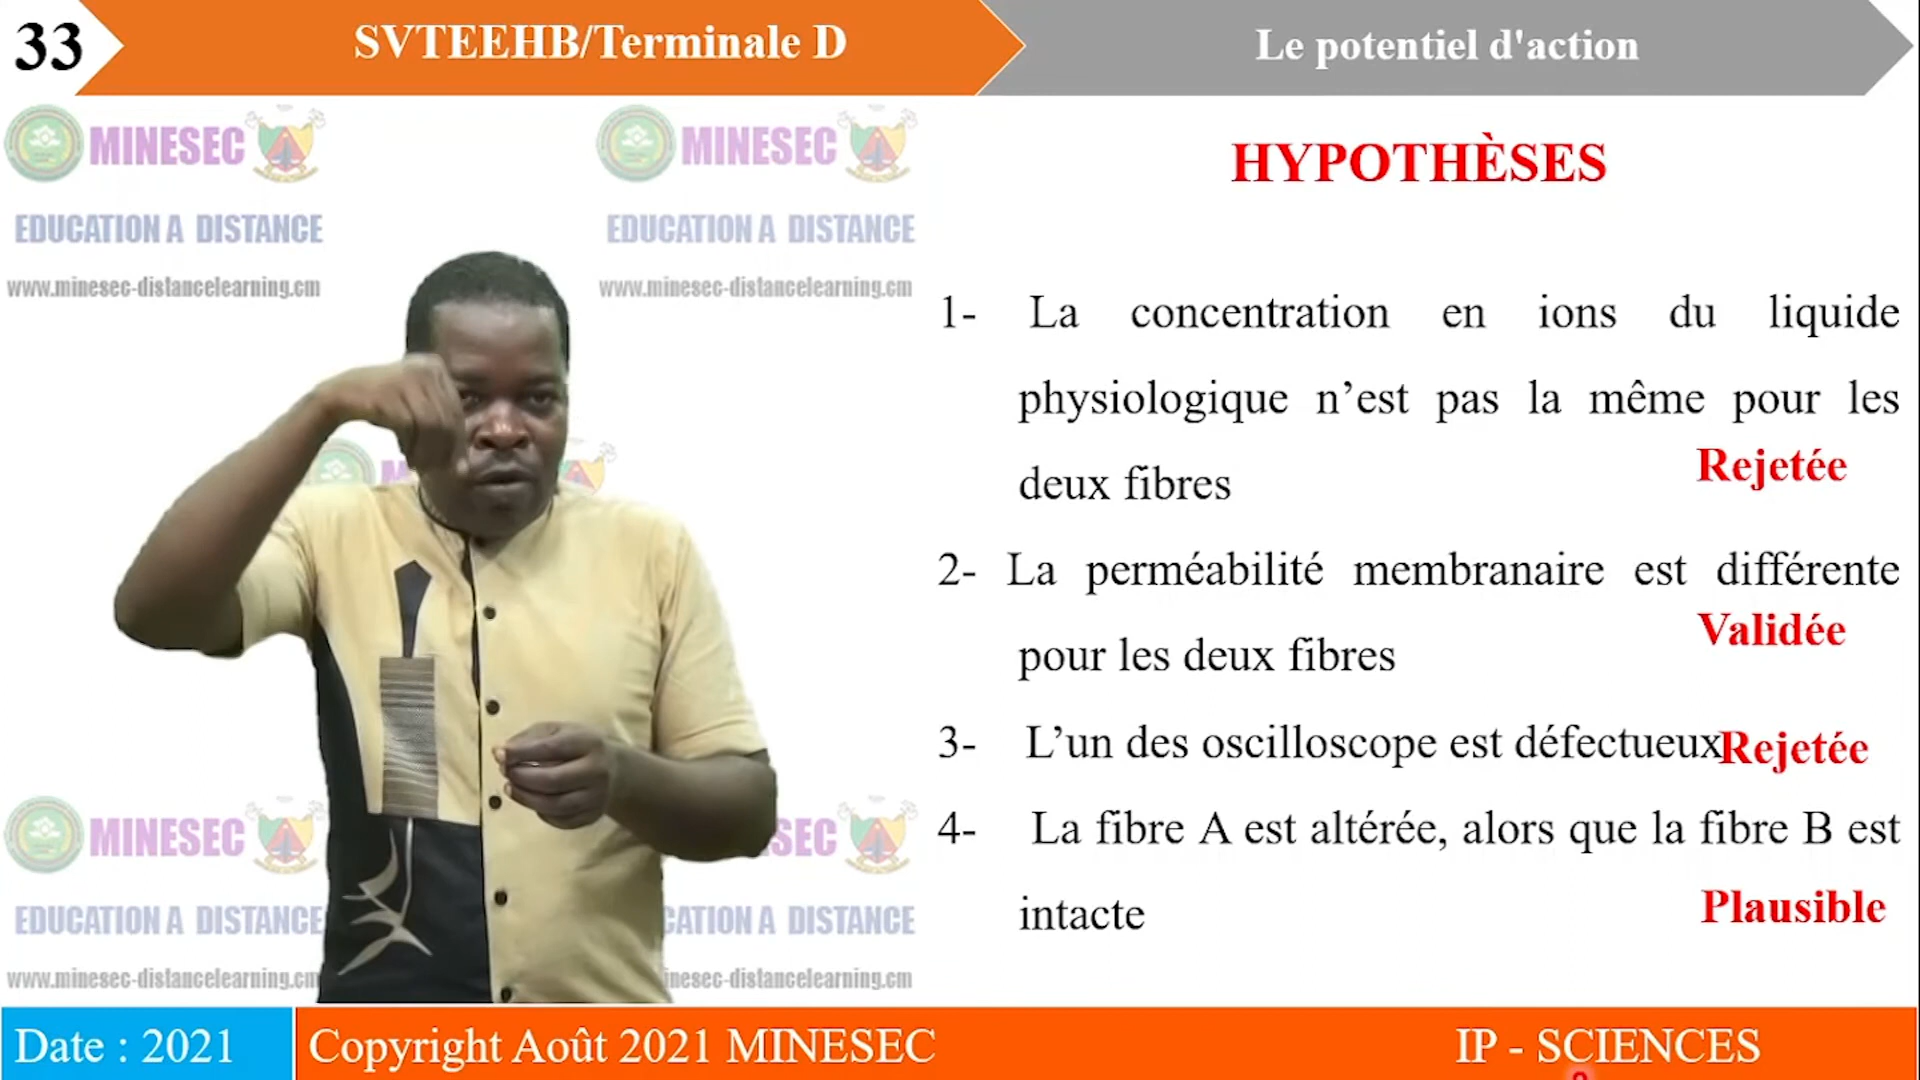 33
SVTEEHB/Terminale D
Le potentiel d'action
MINESEC
MINESEC
EDUCATION A DISTANCE
EDUCATION A DISTANCE
www.minesec-distancelearning.cm
www.minesec-distancelearning.cm
HYPOTHÈSES
1- La concentration en ions du liquide
physiologique n’est pas la même pour les
deux fibres
Rejetée
2- La perméabilité membranaire est différente
pour les deux fibres
Validée
3- L’un des oscilloscope est défectueux
Rejetée
4- La fibre A est altérée, alors que la fibre B est
intacte
Plausible
MINESEC
SEC
EDUCATION A DISTANCE
CATION A DISTANCE
www.minesec-distancelearning.cm
inesec-distancelearning.cm
Date : 2021
Copyright Août 2021 MINESEC
IP - SCIENCES